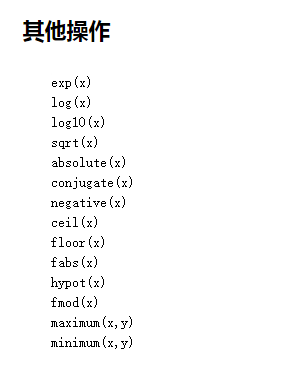 其他操作
exp(x)
log(x)
log10(x)
sqrt(x)
absolute(x)
conjugate(x)
negative(x)
ceil(x)
floor(x)
fabs(x)
hypot(x)
fmod(x)
maximum(x,y)
minimum(x,y)